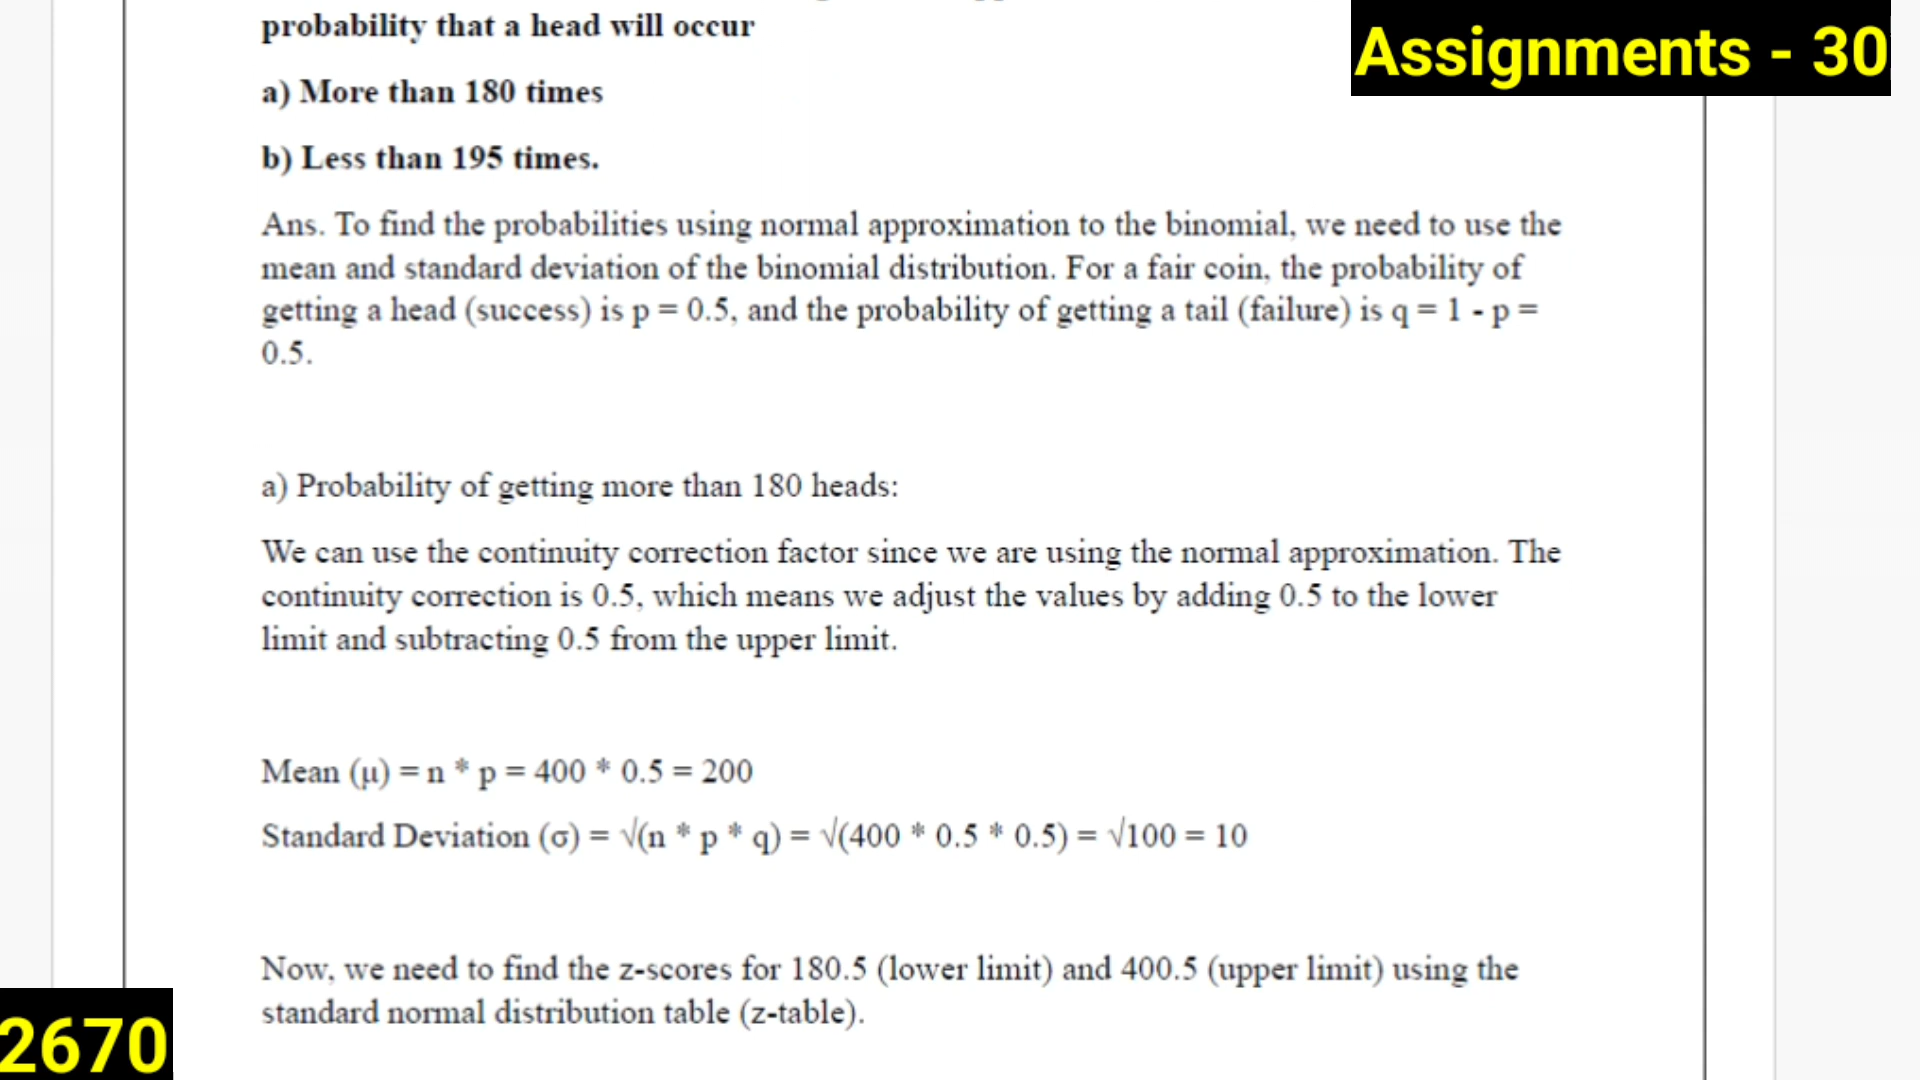 probability that a head will occur
Assignments - 30
a) More than 180 times
b) Less than 195 times.
Ans. To find the probabilities using normal approximation to the binomial, we need to use the
mean and standard deviation of the binomial distribution. For a fair coin, the probability of
getting a head (success) is p = 0.5, and the probability of getting a tail (failure) is q = 1 - p =
0.5.
a) Probability of getting more than 180 heads:
We can use the continuity correction factor since we are using the normal approximation. The
continuity correction is 0.5, which means we adjust the values by adding 0.5 to the lower
limit and subtracting 0.5 from the upper limit.
Mean (μ) = n * p = 400 * 0.5 = 200
Standard Deviation (σ) = √(n * p * q) = √(400 * 0.5 * 0.5) = √100 = 10
Now, we need to find the z-scores for 180.5 (lower limit) and 400.5 (upper limit) using the
standard normal distribution table (z-table).
2670